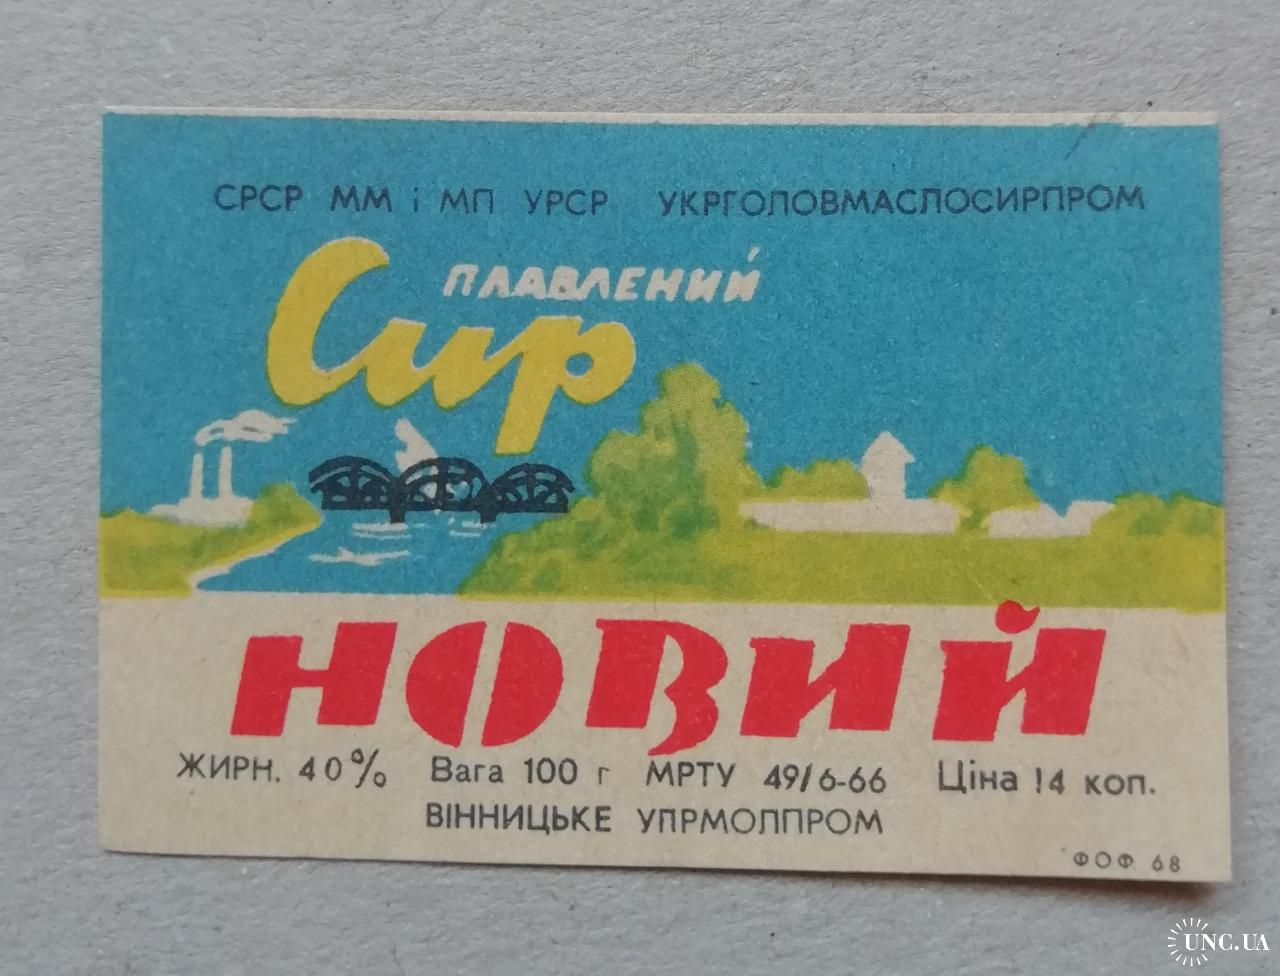 СРСР ММ і МП УРСР УКРГОЛОВМАСЛОСИРПРОМ
ПЛАВЛЕНИЙ
Сир
НОВИЙ
ЖИРН. 40% Вага 100 г МРТУ 49/6-66 Ціна 14 коп.
ВІННИЦЬКЕ УПРМОЛПРОМ
ФОФ 68
UNC.UA